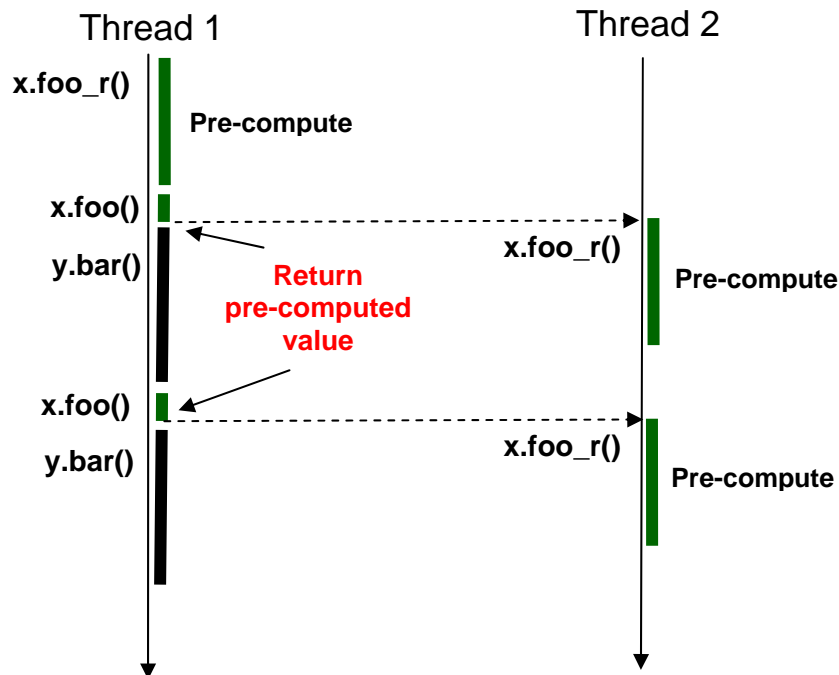 Thread 1
Thread 2
x.foo_r()
Pre-compute
x.foo()
x.foo_r()
y.bar()
Return
pre-computed
value
Pre-compute
x.foo()
x.foo_r()
y.bar()
Pre-compute